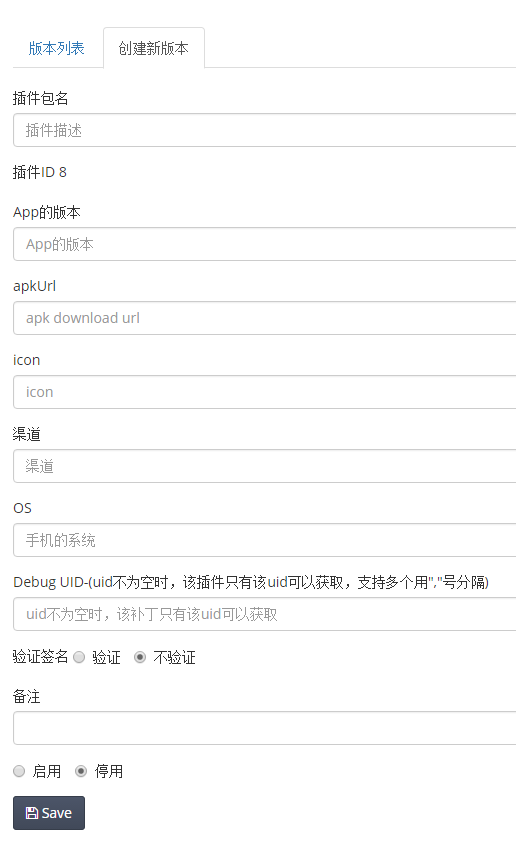 版本列表 创建新版本
插件包名
插件描述
插件ID 8
App的版本
App的版本
apkUrl
apk download url
icon
icon
渠道
渠道
OS
手机的系统
Debug UID-(uid不为空时，该插件只有该uid可以获取，支持多个用","号分隔)
uid不为空时，该补丁只有该uid可以获取
验证签名 验证 不验证
备注
启用 停用
Save